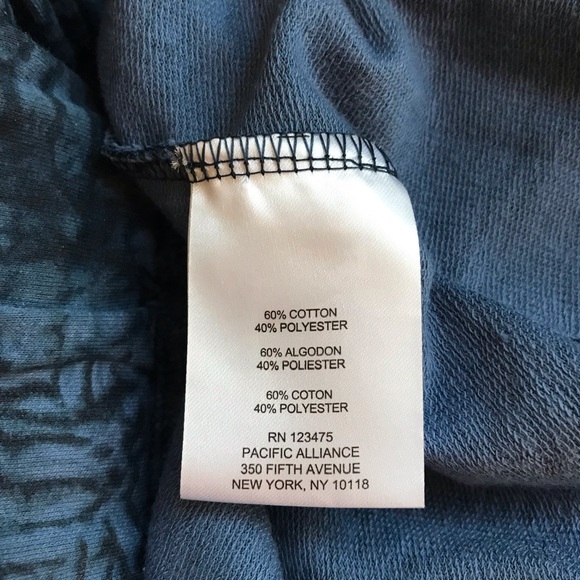 60% COTTON
40% POLYESTER
60% ALGODON
40% POLIESTER
60% COTON
40% POLYESTER
RN 123475
PACIFIC ALLIANCE
350 FIFTH AVENUE
NEW YORK, NY 10118